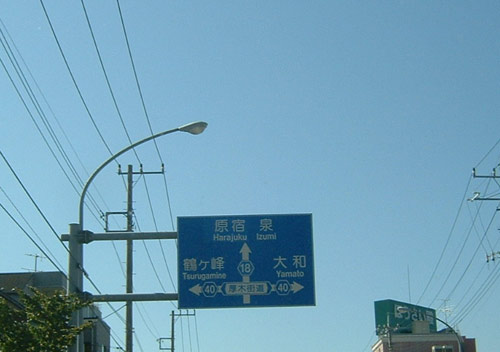 原宿 泉
Harajuku Izumi
鶴ヶ峰 18 大和
Tsurugamine Yamato
40 厚木街道 40